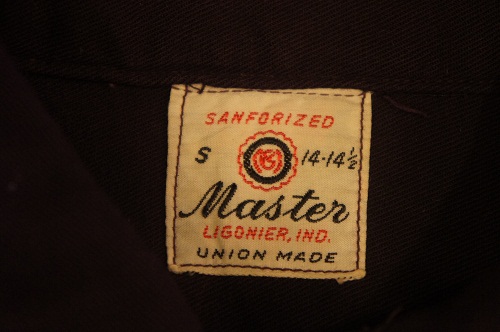 SANFORIZED
S 14-14½
Master
LIGONIER, IND.
UNION MADE